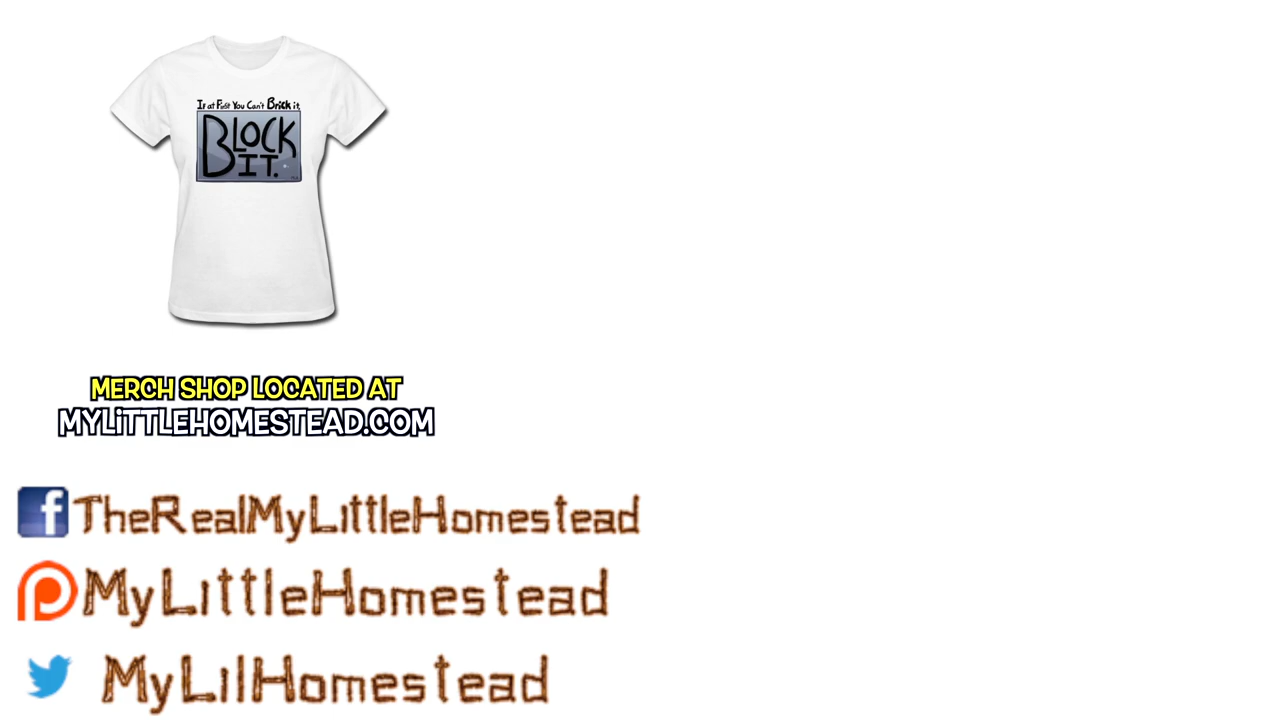 If at First You Can't Brick it,
BLOCK
IT.
MERCH SHOP LOCATED AT
MYLiTTLEHOMESTEAD.COM
TheRealMyLittleHomestead
MyLittleHomestead
MyLilHomestead